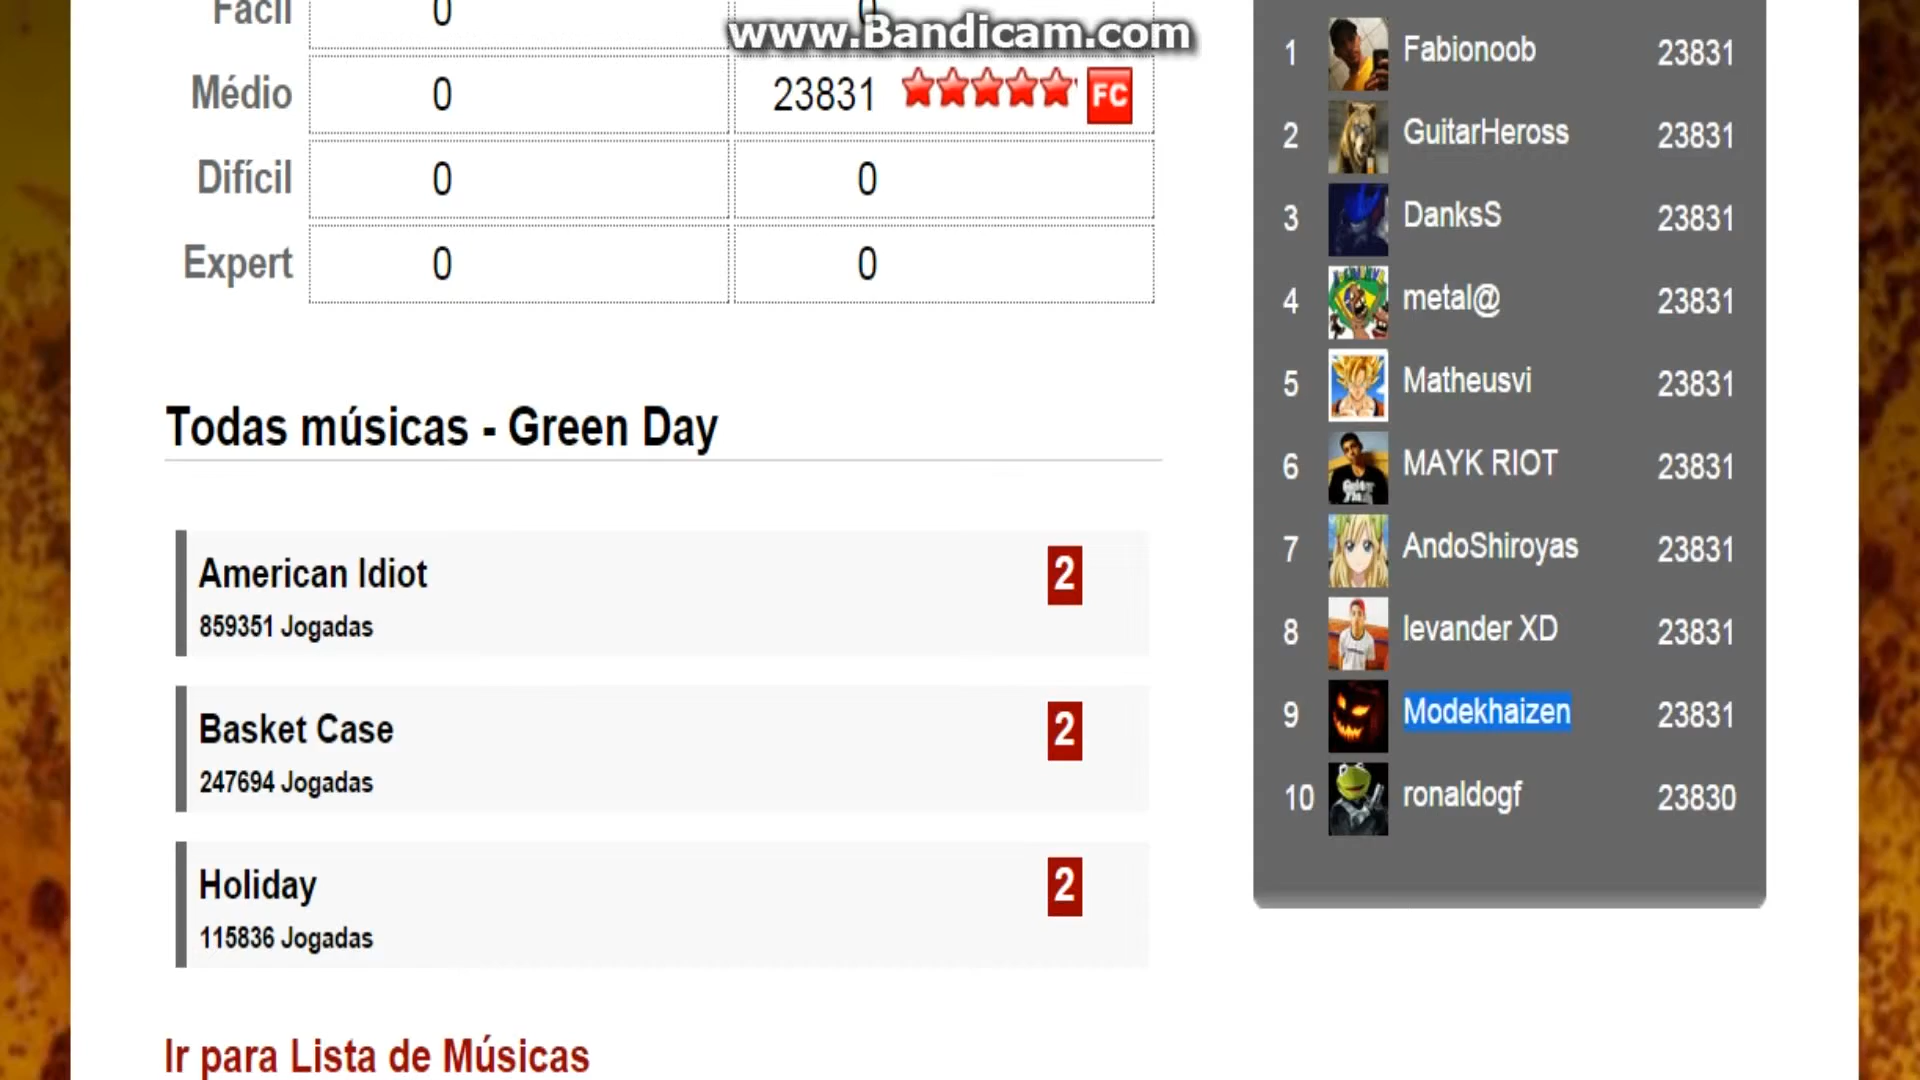 www.Bandicam.com
Fácil 0 0
Médio 0 23831 FC
Difícil 0 0
Expert 0 0
Todas músicas - Green Day
American Idiot 2
859351 Jogadas
Basket Case 2
247694 Jogadas
Holiday 2
115836 Jogadas
Ir para Lista de Músicas
1 Fabionoob 23831
2 GuitarHeross 23831
3 DanksS 23831
4 metal@ 23831
5 Matheusvi 23831
6 MAYK RIOT 23831
7 AndoShiroyas 23831
8 levander XD 23831
9 Modekhaizen 23831
10 ronaldogf 23830